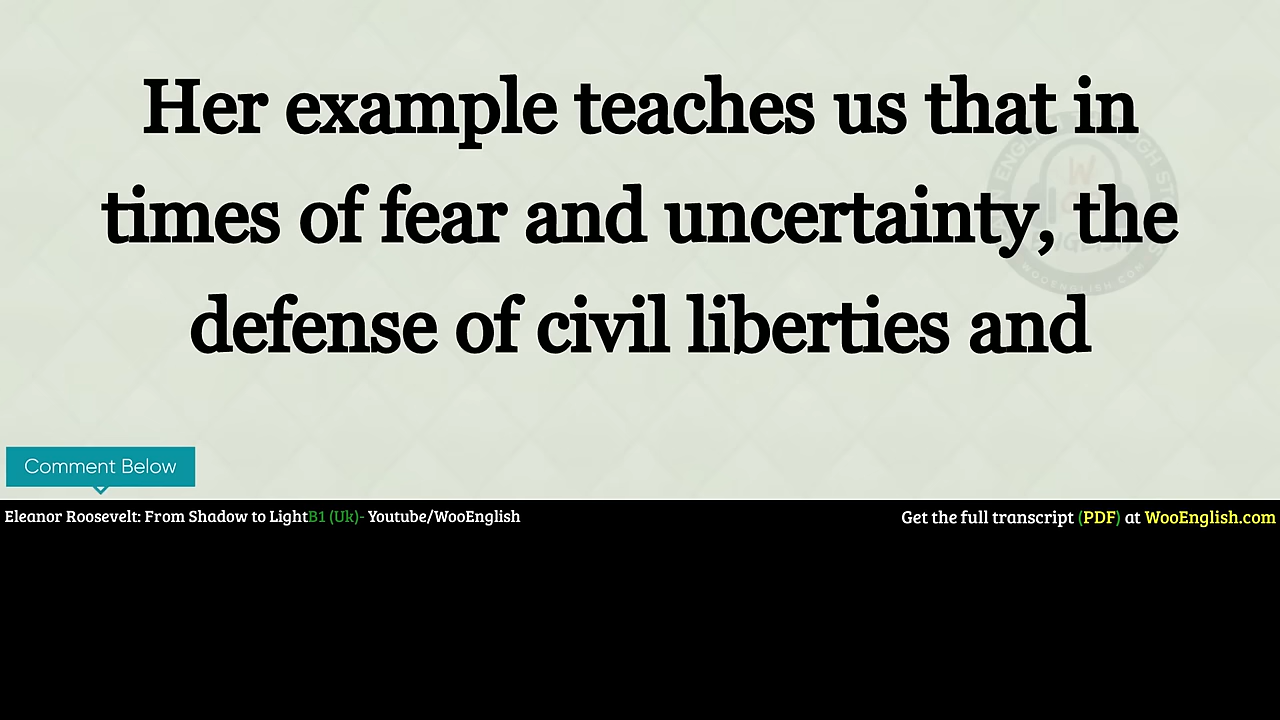 Her example teaches us that in
times of fear and uncertainty, the
defense of civil liberties and
Comment Below
Eleanor Roosevelt: From Shadow to LightB1 (Uk)- Youtube/WooEnglish
Get the full transcript (PDF) at WooEnglish.com